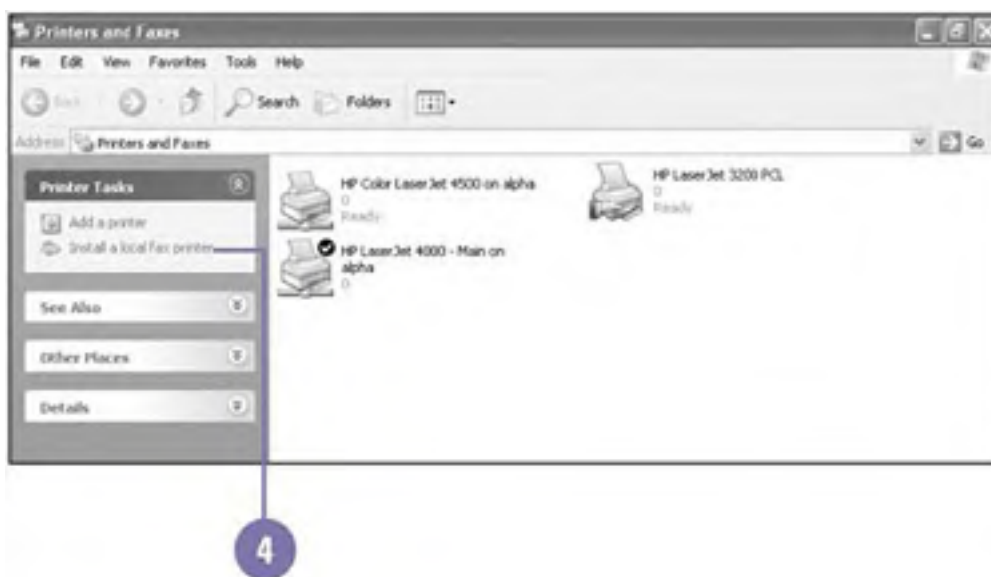 Printers and Faxes
File Edit View Favorites Tools Help
Back Search Folders
Address Printers and Faxes Go
Printer Tasks
Add a printer
Install a local fax printer
See Also
Other Places
Details
HP Color LaserJet 4500 on alpha
0
Ready
HP LaserJet 3200 PCL
0
Ready
HP LaserJet 4000 - Main on
alpha
0
4